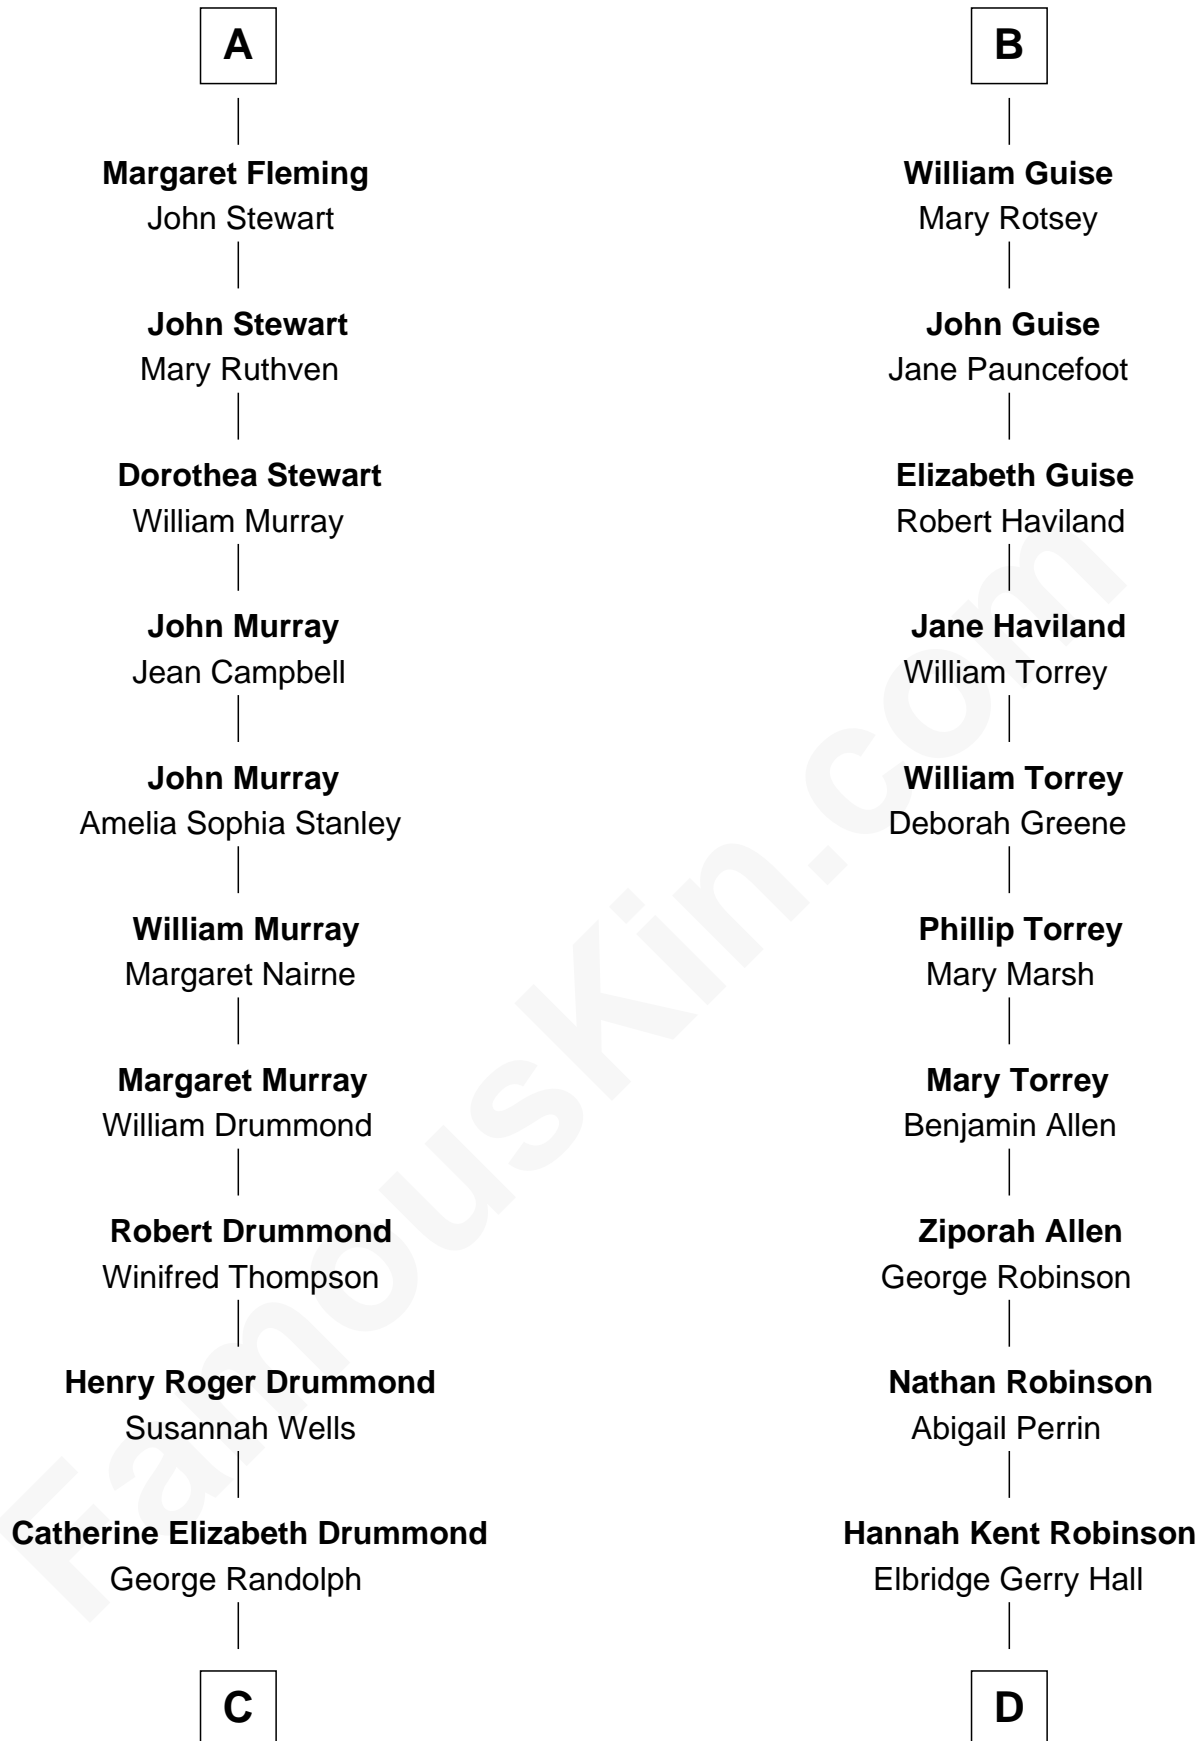 A
Margaret Fleming
John Stewart
John Stewart
Mary Ruthven
Dorothea Stewart
William Murray
John Murray
Jean Campbell
John Murray
Amelia Sophia Stanley
William Murray
Margaret Nairne
Margaret Murray
William Drummond
Robert Drummond
Winifred Thompson
Henry Roger Drummond
Susannah Wells
Catherine Elizabeth Drummond
George Randolph
C
B
William Guise
Mary Rotsey
John Guise
Jane Pauncefoot
Elizabeth Guise
Robert Haviland
Jane Haviland
William Torrey
William Torrey
Deborah Greene
Phillip Torrey
Mary Marsh
Mary Torrey
Benjamin Allen
Ziporah Allen
George Robinson
Nathan Robinson
Abigail Perrin
Hannah Kent Robinson
Elbridge Gerry Hall
D
FamousKin.com